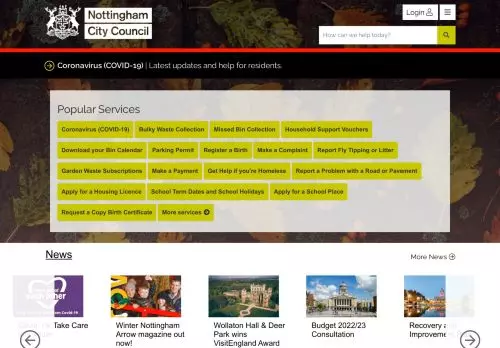 Nottingham
City Council
Login
How can we help today?
Coronavirus (COVID-19) | Latest updates and help for residents.
Popular Services
Coronavirus (COVID-19) Bulky Waste Collection Missed Bin Collection Household Support Vouchers
Download your Bin Calendar Parking Permit Register a Birth Make a Complaint Report Fly Tipping or Litter
Garden Waste Subscriptions Make a Payment Get Help if you're Homeless Report a Problem with a Road or Pavement
Apply for a Housing Licence School Term Dates and School Holidays Apply for a School Place
Request a Copy Birth Certificate More services
News
More News
Take Care
Winter Nottingham
Arrow magazine out
now!
Wollaton Hall & Deer
Park wins
VisitEngland Award
Budget 2022/23
Consultation
Recovery
Improvement